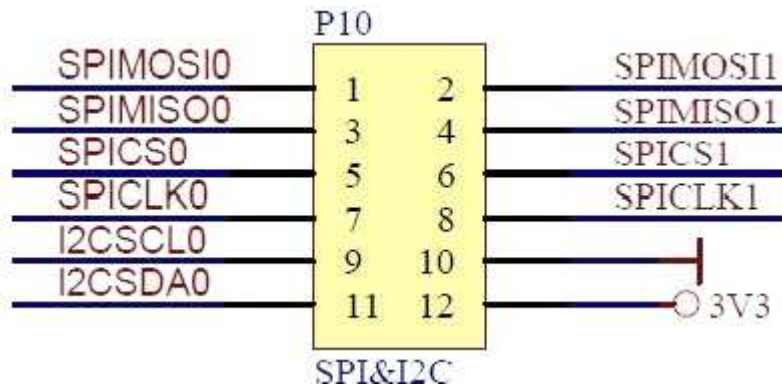 P10
SPIMOSI0 1 2 SPIMOSI1
SPIMISO0 3 4 SPIMISO1
SPICS0 5 6 SPICS1
SPICLK0 7 8 SPICLK1
I2CSCL0 9 10
I2CSDA0 11 12 3V3
SPI&I2C